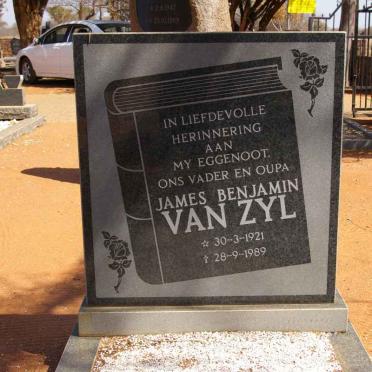 IN LIEFDEVOLLE
HERINNERING
AAN
MY EGGENOOT.
ONS VADER EN OUPA
JAMES BENJAMIN
VAN ZYL
☆ 30-3-1921
✝ 28-9-1989